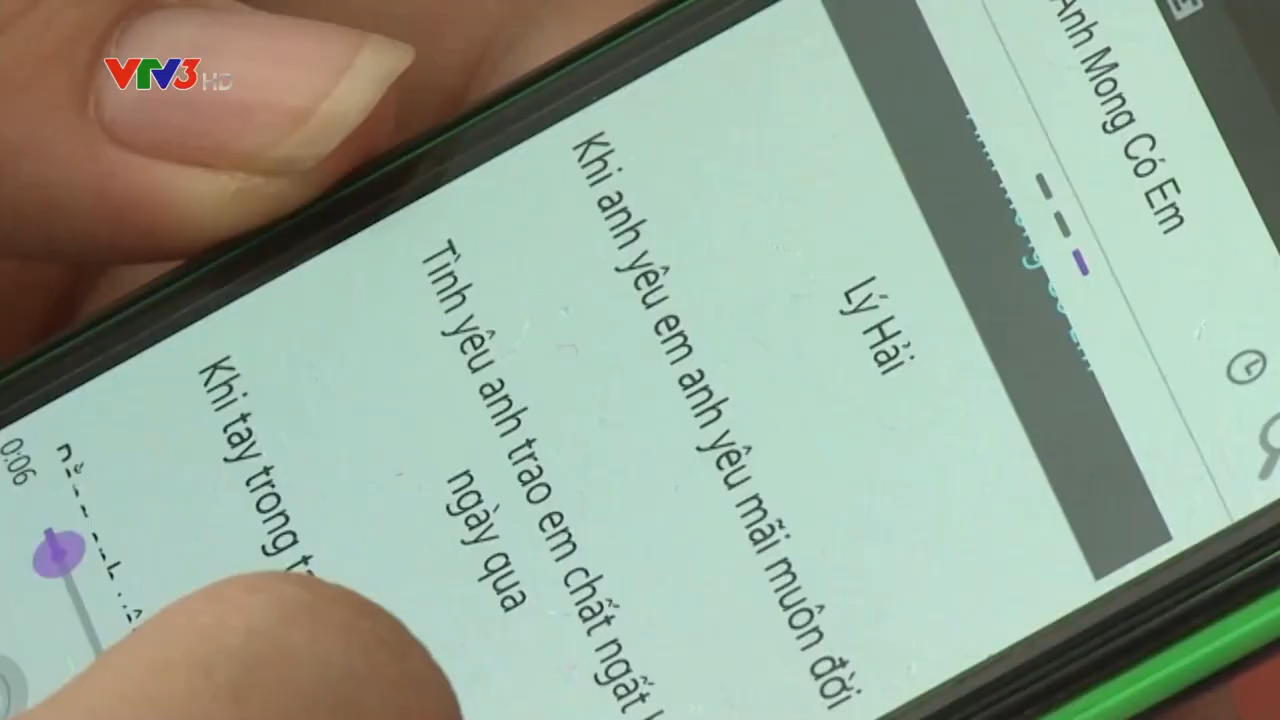 VTV3 HD
Anh Mong Có Em
Lý Hải
Khi anh yêu em anh yêu mãi muôn đời
Tình yêu anh trao em chất ngất
ngày qua
Khi tay trong
0:06